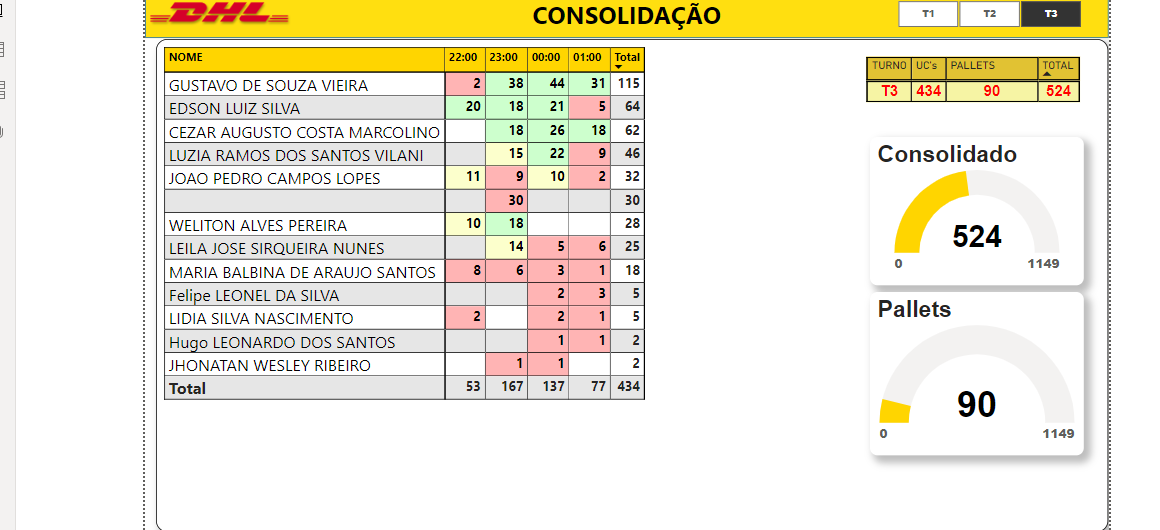 DHL
CONSOLIDAÇÃO
T1 T2 T3
NOME 22:00 23:00 00:00 01:00 Total
GUSTAVO DE SOUZA VIEIRA 2 38 44 31 115
EDSON LUIZ SILVA 20 18 21 5 64
CEZAR AUGUSTO COSTA MARCOLINO 18 26 18 62
LUZIA RAMOS DOS SANTOS VILANI 15 22 9 46
JOAO PEDRO CAMPOS LOPES 11 9 10 2 32
30 30
WELITON ALVES PEREIRA 10 18 28
LEILA JOSE SIRQUEIRA NUNES 14 5 6 25
MARIA BALBINA DE ARAUJO SANTOS 8 6 3 1 18
Felipe LEONEL DA SILVA 2 3 5
LIDIA SILVA NASCIMENTO 2 2 1 5
Hugo LEONARDO DOS SANTOS 1 1 2
JHONATAN WESLEY RIBEIRO 1 1 2
Total 53 167 137 77 434
TURNO UC's PALLETS TOTAL
T3 434 90 524
Consolidado
524
0 1149
Pallets
90
0 1149